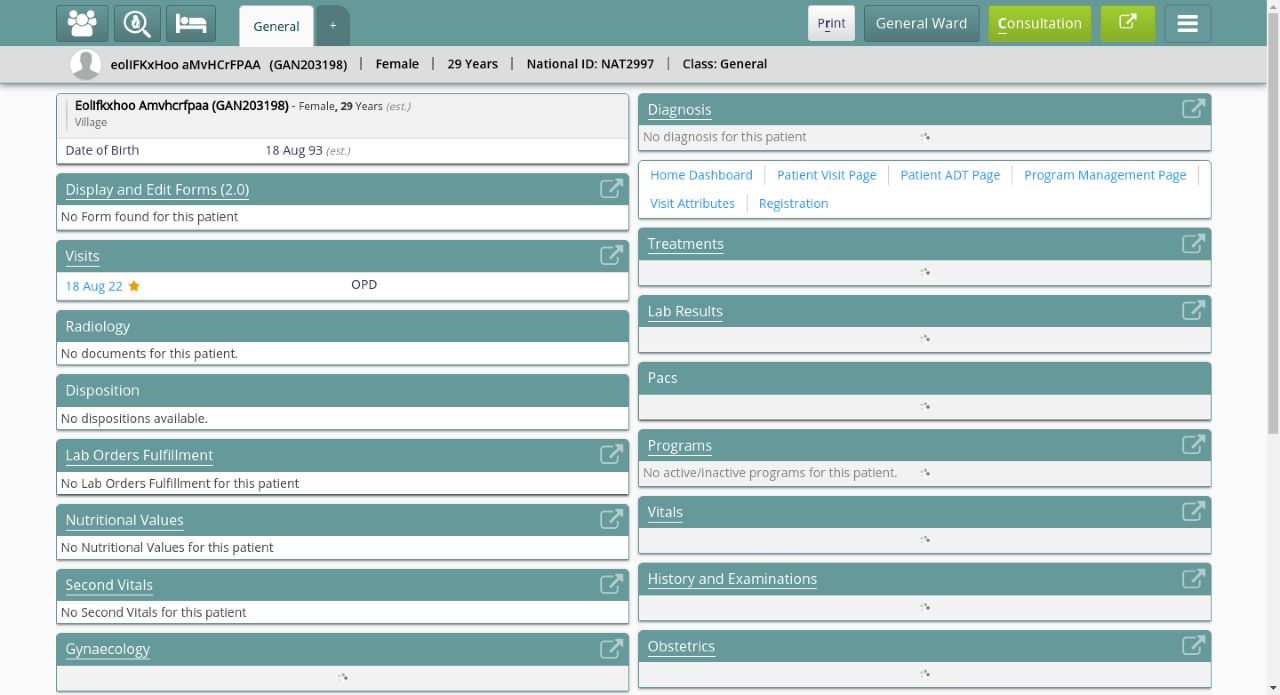 General
+
Print
General Ward
Consultation
eolIFKxHoo aMvHCrFPAA (GAN203198) | Female | 29 Years | National ID: NAT2997 | Class: General
Eolifkxhoo Amvhcrfpaa (GAN203198) - Female, 29 Years (est.)
Village
Date of Birth 18 Aug 93 (est.)
Display and Edit Forms (2.0)
No Form found for this patient
Visits
18 Aug 22 OPD
Radiology
No documents for this patient.
Disposition
No dispositions available.
Lab Orders Fulfillment
No Lab Orders Fulfillment for this patient
Nutritional Values
No Nutritional Values for this patient
Second Vitals
No Second Vitals for this patient
Gynaecology
Diagnosis
No diagnosis for this patient
Home Dashboard | Patient Visit Page | Patient ADT Page | Program Management Page |
Visit Attributes | Registration
Treatments
Lab Results
Pacs
Programs
No active/inactive programs for this patient.
Vitals
History and Examinations
Obstetrics